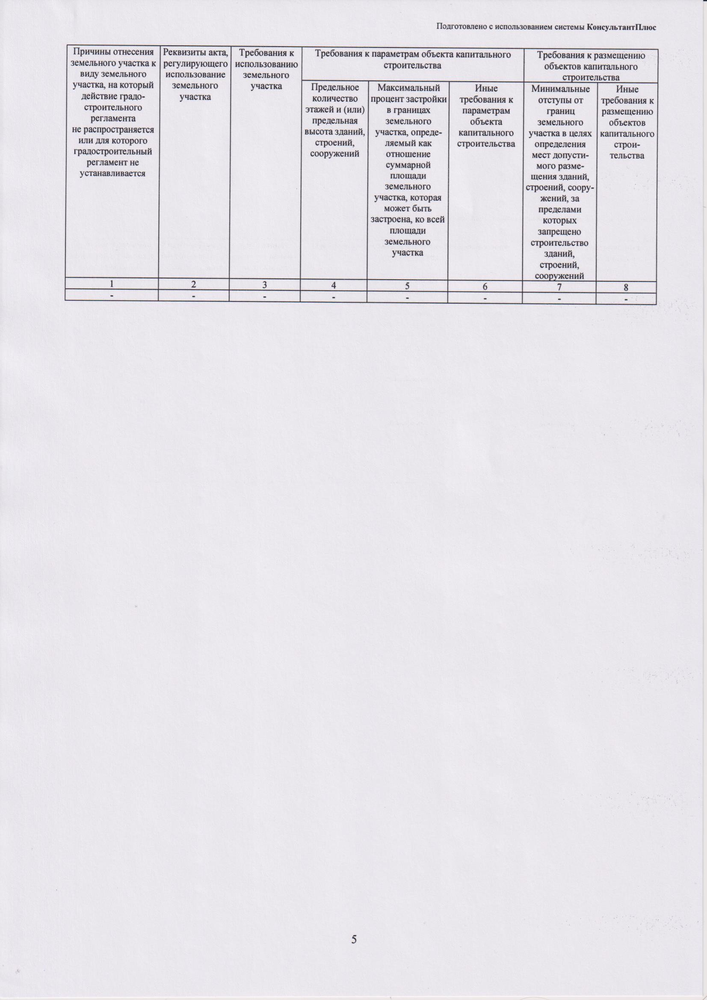 Подготовлено с использованием системы КонсультантПлюс
Причины отнесения
земельного участка к
виду земельного
участка, на который
действие градо-
строительного
регламента
не распространяется
или для которого
градостроительный
регламент не
устанавливается
Реквизиты акта,
регулирующего
использование
земельного
участка
Требования к
использованию
земельного
участка
Требования к параметрам объекта капитального
строительства
Требования к размещению
объектов капитального
строительства
Предельное
количество
этажей и (или)
предельная
высота зданий,
строений,
сооружений
Максимальный
процент застройки
в границах
земельного
участка, опреде-
ляемый как
отношение
суммарной
площади
земельного
участка, которая
может быть
застроена, ко всей
площади
земельного
участка
Иные
требования к
параметрам
объекта
капитального
строительства
Минимальные
отступы от
границ
земельного
участка в целях
определения
мест допусти-
мого разме-
щения зданий,
строений, соору-
жений, за
пределами
которых
запрещено
строительство
зданий,
строений,
сооружений
Иные
требования к
размещению
объектов
капитального
строи-
тельства
1 2 3 4 5 6 7 8
- - - - - - - -
5